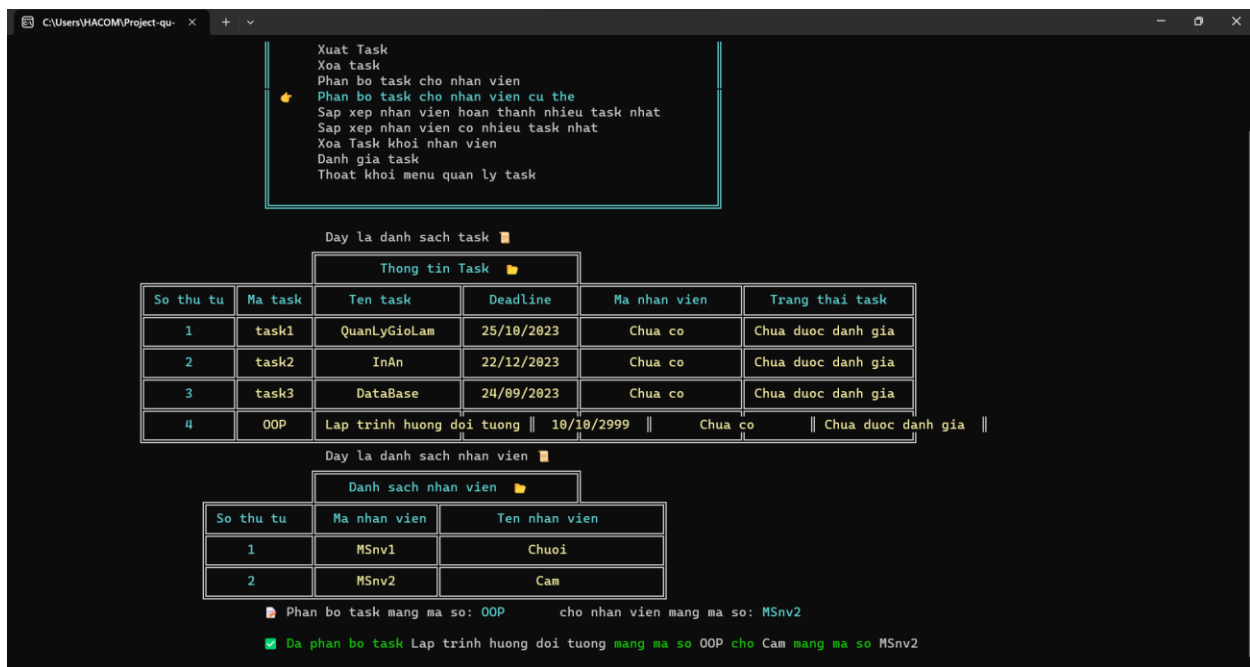 C:\Users\HACOM\Project-qu-
Xuat Task
Xoa task
Phan bo task cho nhan vien
Phan bo task cho nhan vien cu the
Sap xep nhan vien hoan thanh nhieu task nhat
Sap xep nhan vien co nhieu task nhat
Xoa Task khoi nhan vien
Danh gia task
Thoat khoi menu quan ly task
Day la danh sach task
Thong tin Task
So thu tu Ma task Ten task Deadline Ma nhan vien Trang thai task
1 task1 QuanLyGioLam 25/10/2023 Chua co Chua duoc danh gia
2 task2 InAn 22/12/2023 Chua co Chua duoc danh gia
3 task3 DataBase 24/09/2023 Chua co Chua duoc danh gia
4 OOP Lap trinh huong doi tuong 10/10/2999 Chua co Chua duoc danh gia
Day la danh sach nhan vien
Danh sach nhan vien
So thu tu Ma nhan vien Ten nhan vien
1 MSnv1 Chuoi
2 MSnv2 Cam
Phan bo task mang ma so: OOP cho nhan vien mang ma so: MSnv2
Da phan bo task Lap trinh huong doi tuong mang ma so OOP cho Cam mang ma so MSnv2